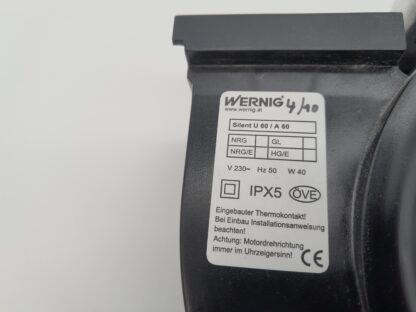 WERNIG 4/10
www.wernig.at
Silent U 60 / A 60
NRG GL
NRG/E HG/E
V 230~ Hz 50 W 40
IPX5 ÖVE
Eingebauter Thermokontakt!
Bei Einbau Installationsanweisung
beachten!
Achtung: Motordrehrichtung
immer im Uhrzeigersinn! CE